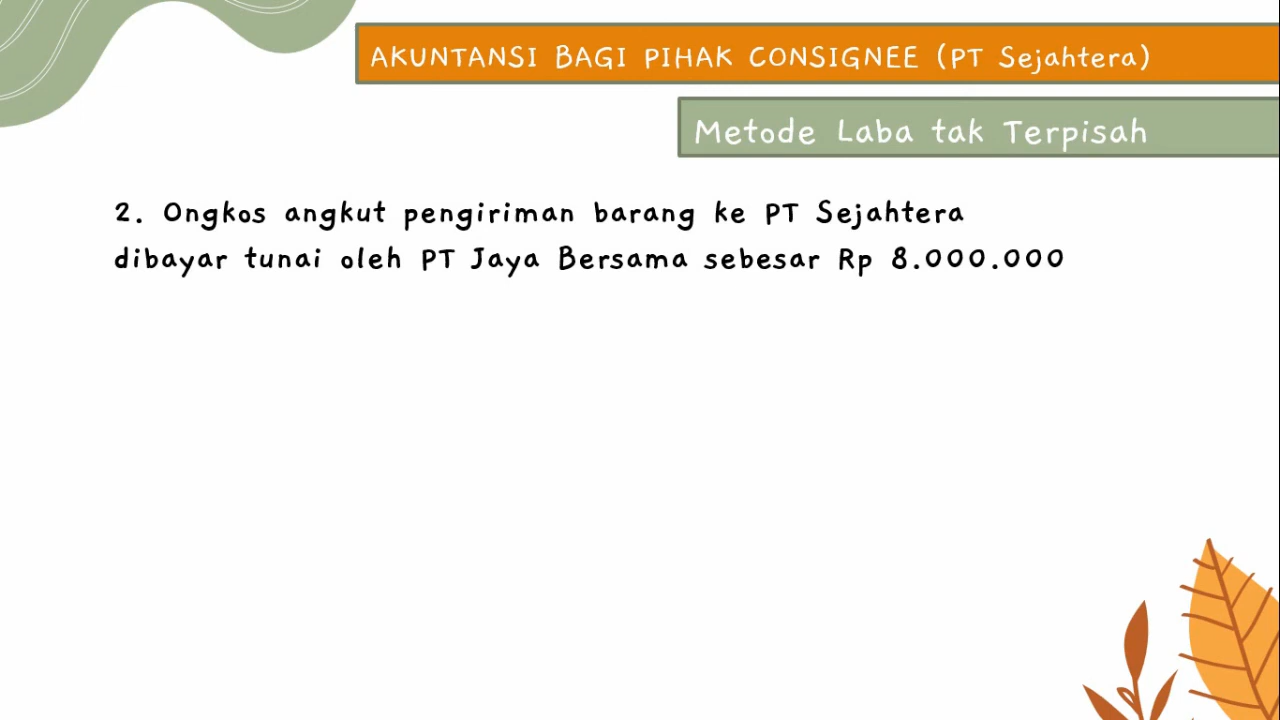 AKUNTANSI BAGI PIHAK CONSIGNEE (PT Sejahtera)
Metode Laba tak Terpisah
2. Ongkos angkut pengiriman barang ke PT Sejahtera
dibayar tunai oleh PT Jaya Bersama sebesar Rp 8.000.000